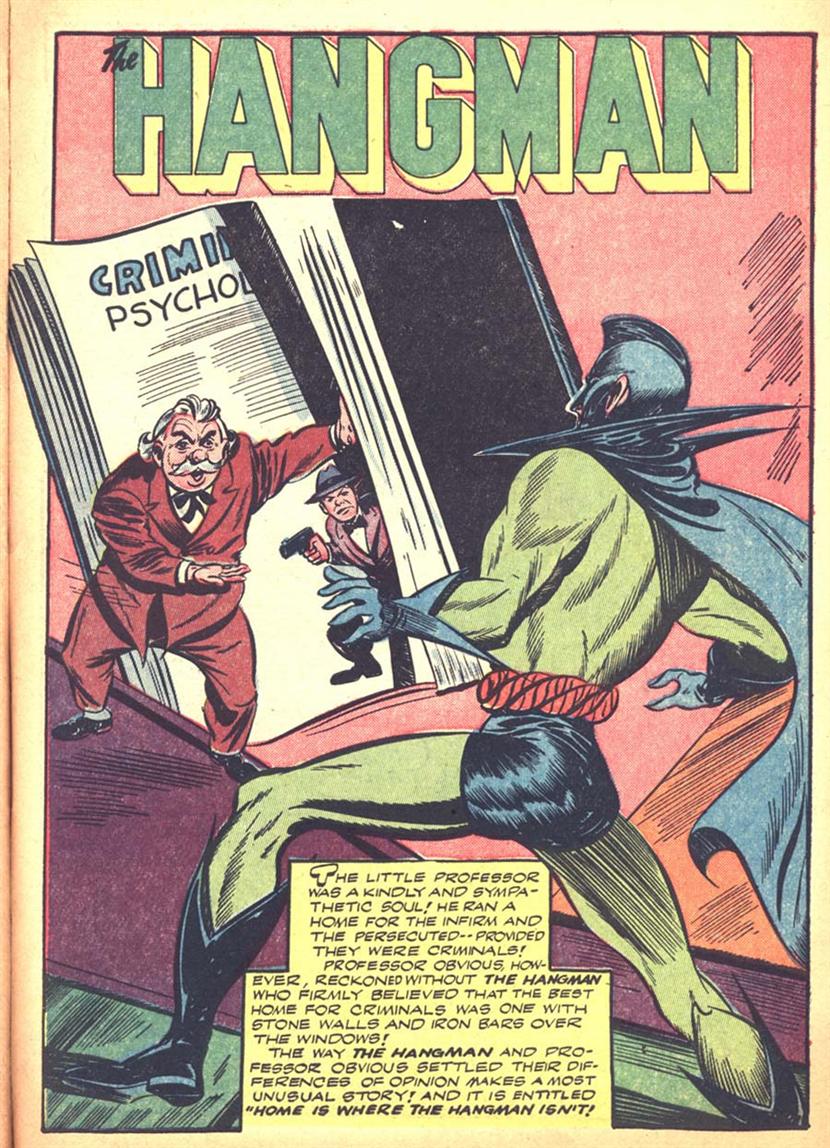 The
HANGMAN
CRIMI
PSYCHOL
THE LITTLE PROFESSOR
WAS A KINDLY AND SYMPA-
THETIC SOUL! HE RAN A
HOME FOR THE INFIRM AND
THE PERSECUTED--PROVIDED
THEY WERE CRIMINALS!
PROFESSOR OBVIOUS, HOW-
EVER, RECKONED WITHOUT THE HANGMAN
WHO FIRMLY BELIEVED THAT THE BEST
HOME FOR CRIMINALS WAS ONE WITH
STONE WALLS AND IRON BARS OVER
THE WINDOWS!
THE WAY THE HANGMAN AND PRO-
FESSOR OBVIOUS SETTLED THEIR DIF-
FERENCES OF OPINION MAKES A MOST
UNUSUAL STORY! AND IT IS ENTITLED
"HOME IS WHERE THE HANGMAN ISN'T!